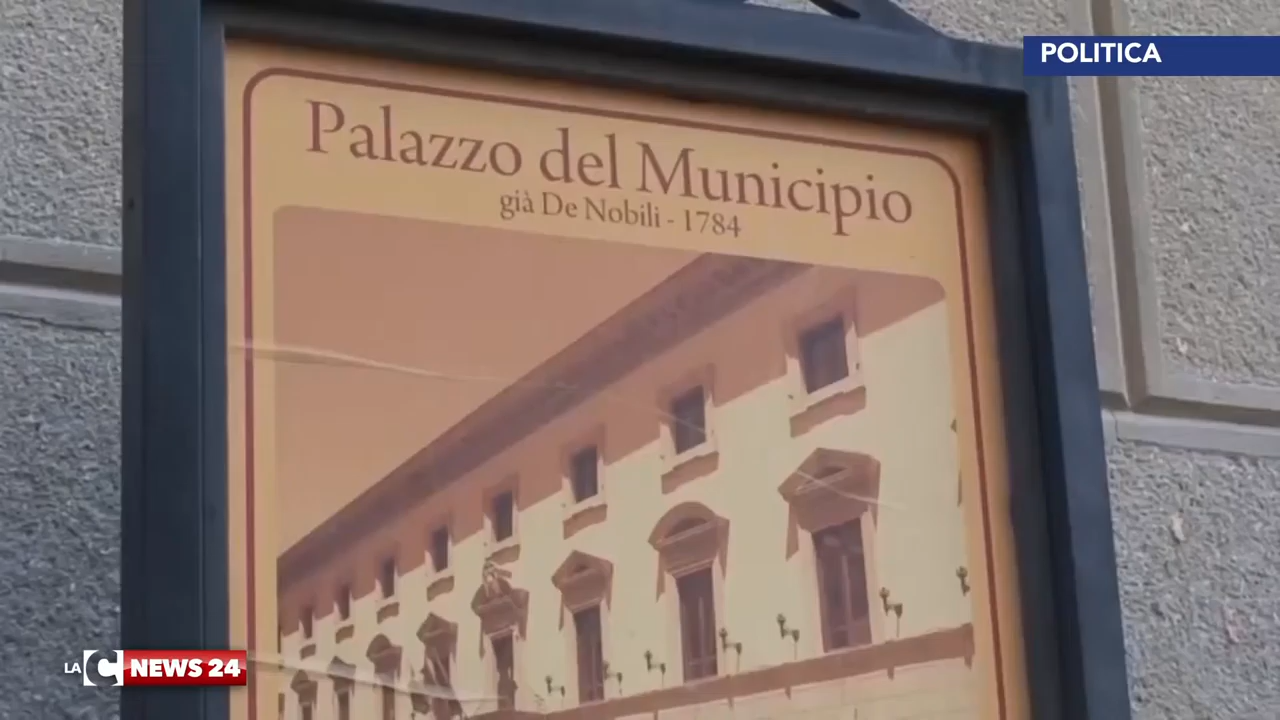 POLITICA
Palazzo del Municipio
già De Nobili - 1784
LA C NEWS 24